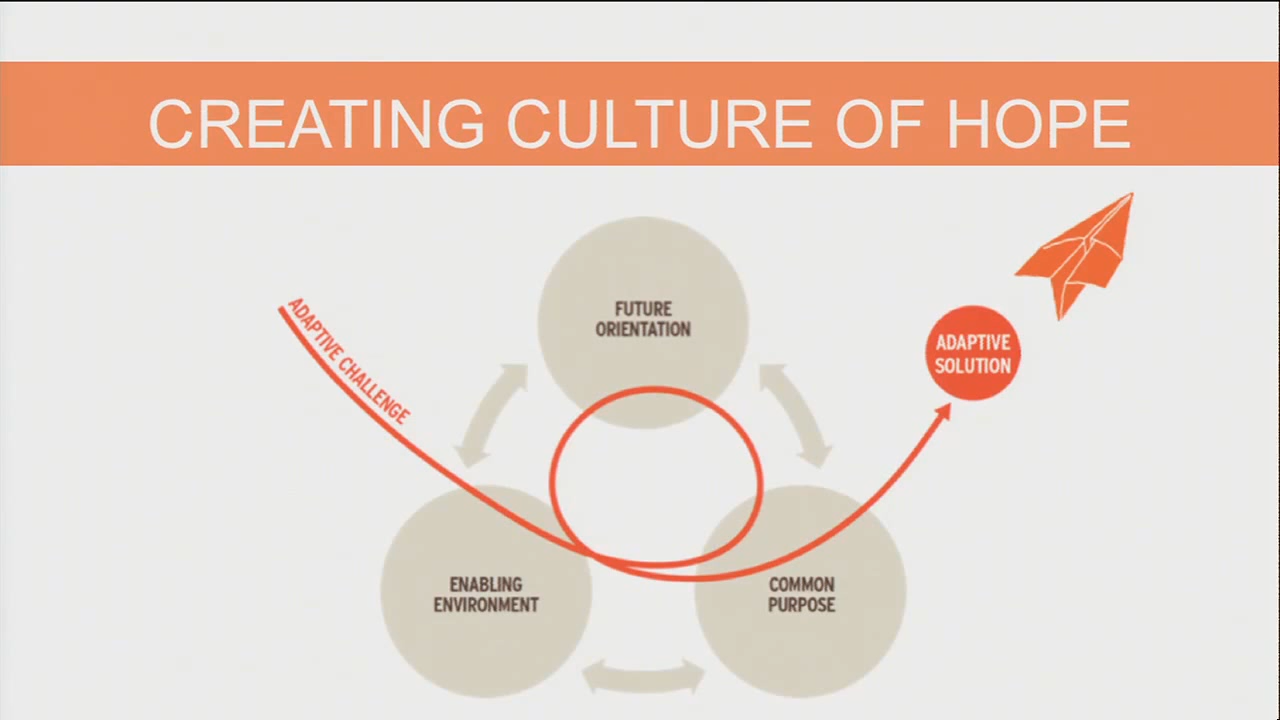 CREATING CULTURE OF HOPE
FUTURE
ORIENTATION
ADAPTIVE CHALLENGE
ADAPTIVE
SOLUTION
ENABLING
ENVIRONMENT
COMMON
PURPOSE